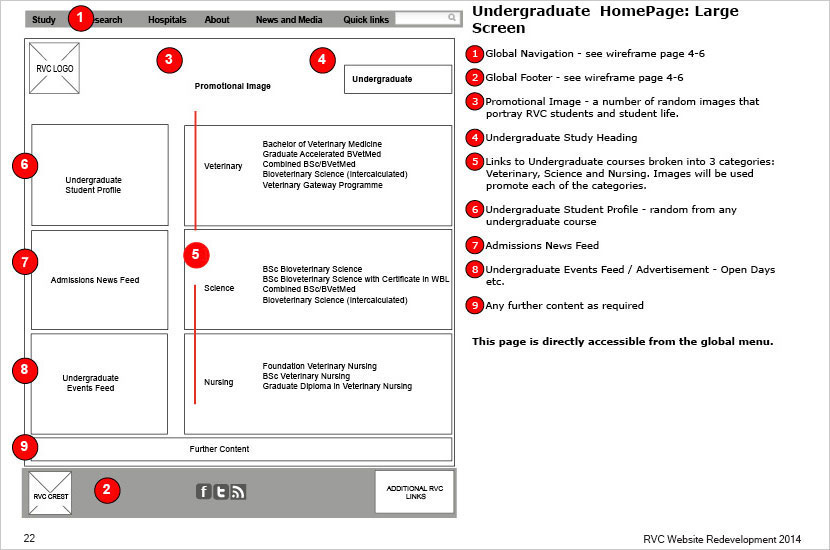 Study
1
search
Hospitals
About
News and Media
Quick links
RVC LOGO
3
Promotional Image
4
Undergraduate
6
Undergraduate
Student Profile
Veterinary
Bachelor of Veterinary Medicine
Graduate Accelerated BVetMed
Combined BSc/BVetMed
Bioveterinary Science (Intercalculated)
Veterinary Gateway Programme
7
Admissions News Feed
5
Science
BSc Bioveterinary Science
BSc Bioveterinary Science with Certificate in WBL
Combined BSc/BVetMed
Bioveterinary Science (Intercalculated)
8
Undergraduate
Events Feed
Nursing
Foundation Veterinary Nursing
BSc Veterinary Nursing
Graduate Diploma in Veterinary Nursing
9
Further Content
RVC CREST
2
f
t
ADDITIONAL RVC
LINKS
Undergraduate HomePage: Large
Screen
1 Global Navigation - see wireframe page 4-6
2 Global Footer - see wireframe page 4-6
3 Promotional Image - a number of random images that
portray RVC students and student life.
4 Undergraduate Study Heading
5 Links to Undergraduate courses broken into 3 categories:
Veterinary, Science and Nursing. Images will be used
promote each of the categories.
6 Undergraduate Student Profile - random from any
undergraduate course
7 Admissions News Feed
8 Undergraduate Events Feed / Advertisement - Open Days
etc.
9 Any further content as required
This page is directly accessible from the global menu.
22
RVC Website Redevelopment 2014